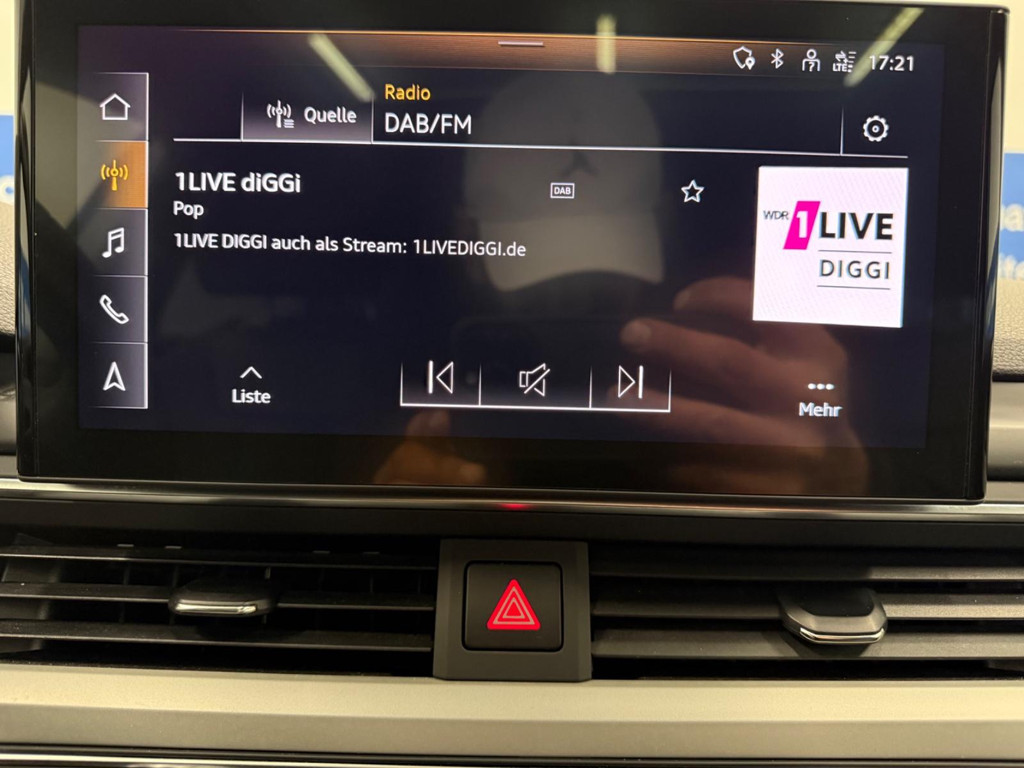 LTE 17:21
Radio
Quelle DAB/FM
1LIVE diGGi
DAB
Pop
1LIVE DIGGI auch als Stream: 1LIVEDIGGI.de
WDR 1LIVE
DIGGI
Liste
Mehr